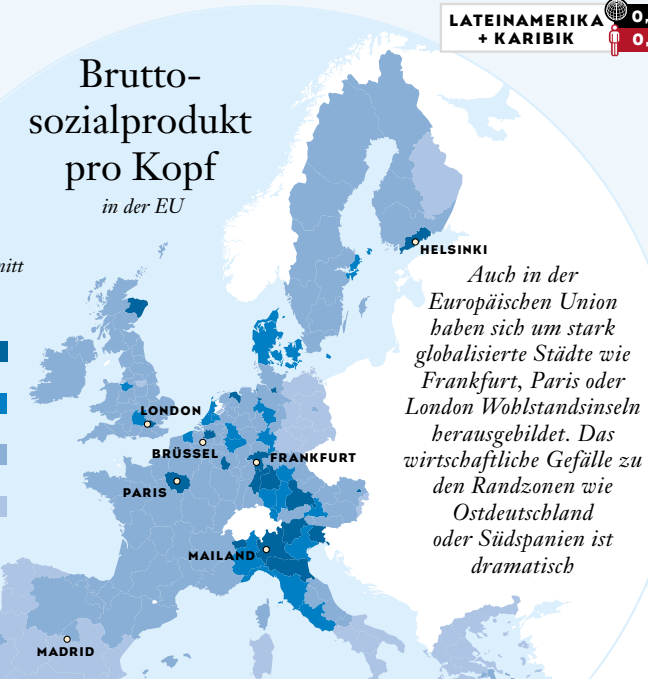 LATEINAMERIKA
+ KARIBIK
0,
0,
Brutto-
sozialprodukt
pro Kopf
in der EU
HELSINKI
Auch in der
Europäischen Union
haben sich um stark
globalisierte Städte wie
Frankfurt, Paris oder
London Wohlstandsinseln
herausgebildet. Das
wirtschaftliche Gefälle zu
den Randzonen wie
Ostdeutschland
oder Südspanien ist
dramatisch
LONDON
BRÜSSEL
FRANKFURT
PARIS
MAILAND
MADRID